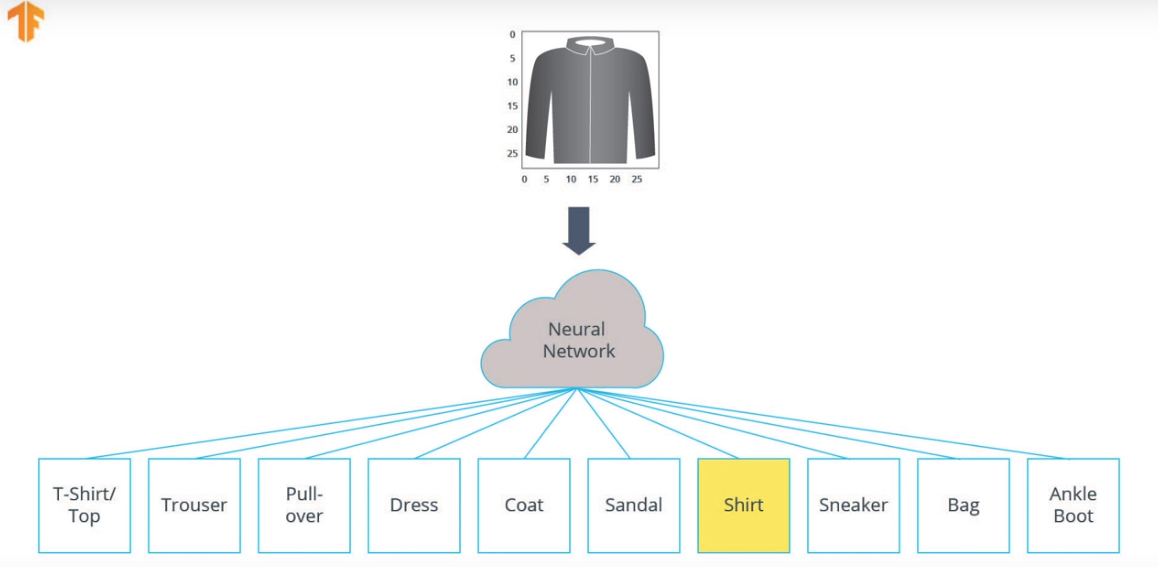 0
5
10
15
20
25
0 5 10 15 20 25
Neural
Network
T-Shirt/
Top
Trouser
Pull-
over
Dress
Coat
Sandal
Shirt
Sneaker
Bag
Ankle
Boot